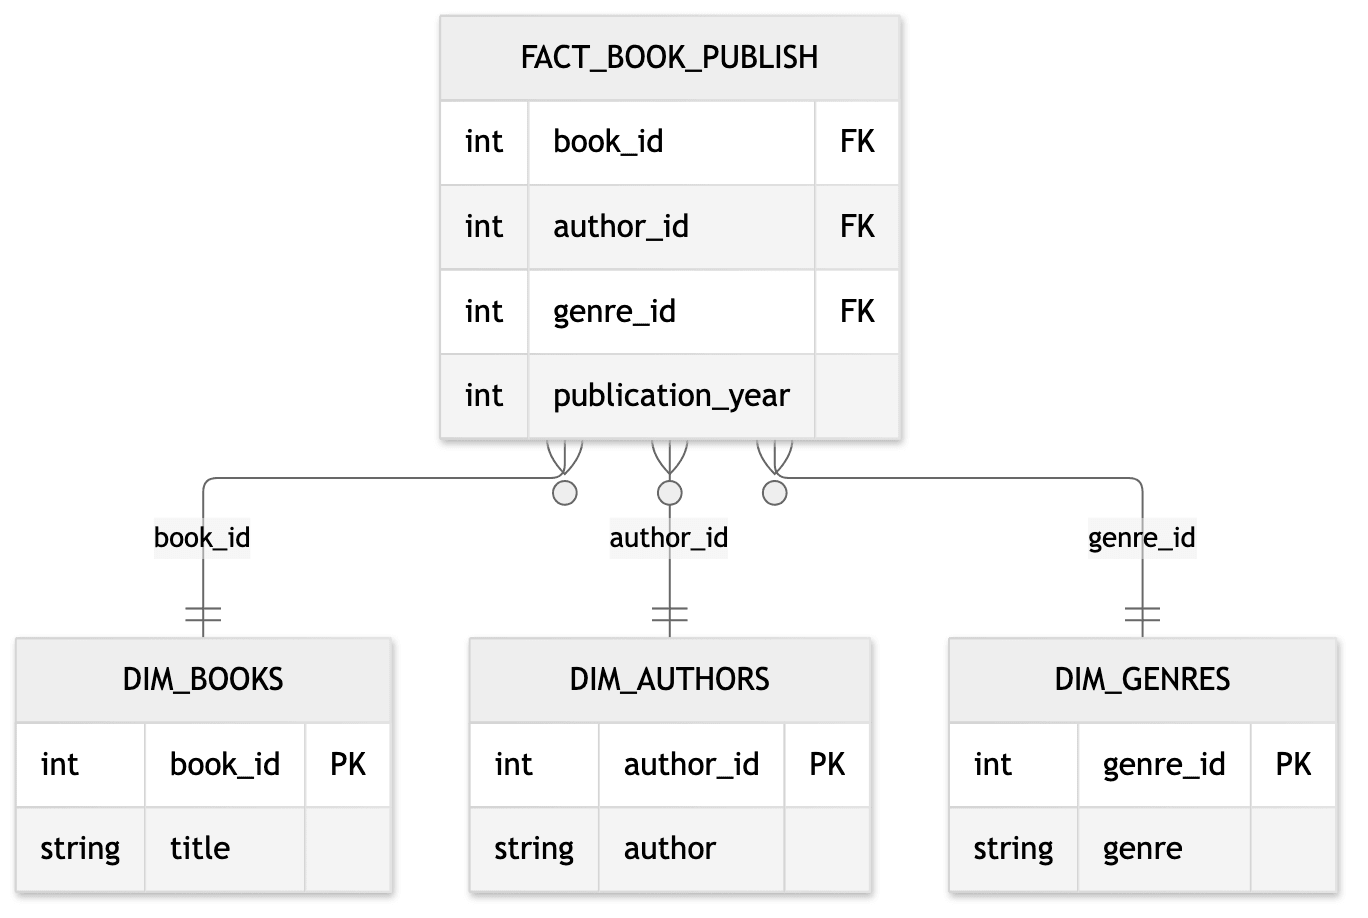 FACT_BOOK_PUBLISH
int book_id FK
int author_id FK
int genre_id FK
int publication_year
book_id author_id genre_id
DIM_BOOKS
int book_id PK
string title
DIM_AUTHORS
int author_id PK
string author
DIM_GENRES
int genre_id PK
string genre